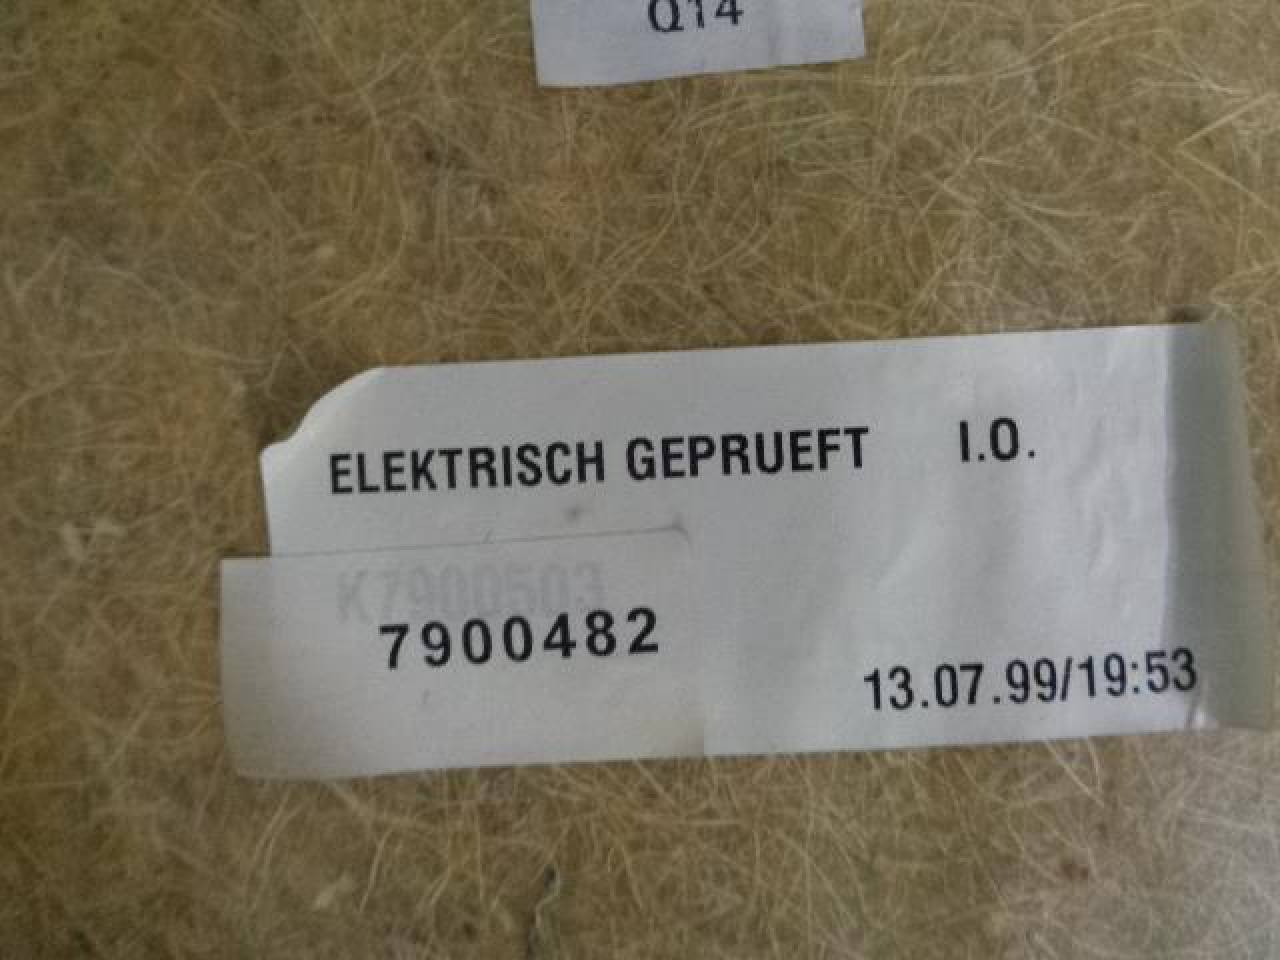 Q14
ELEKTRISCH GEPRUEFT I.O.
K7900503
7900482
13.07.99/19:53